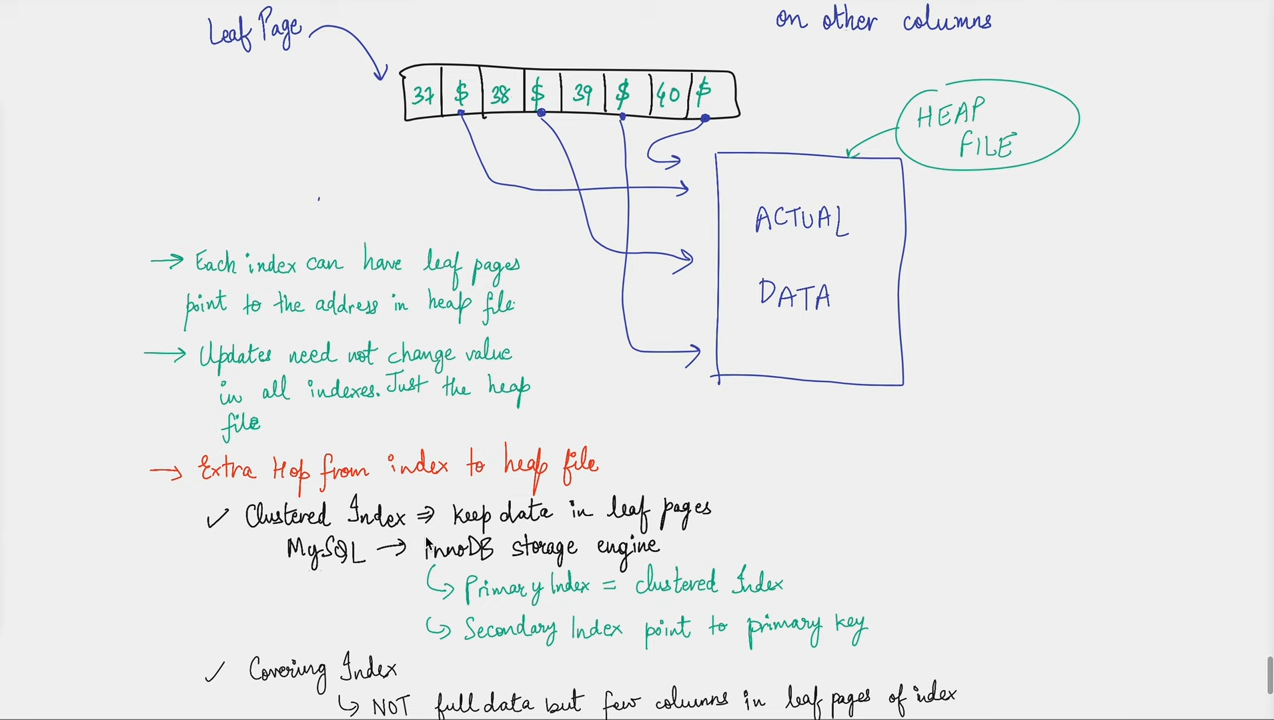 Leaf Page
on other columns
37 $ 38 $ 39 $ 40 $
HEAP
FILE
ACTUAL
DATA
→ Each index can have leaf pages
point to the address in heap file.
→ Updates need not change value
in all indexes. Just the heap
file
→ Extra Hop from index to heap file
✓ Clustered Index ⇒ keep data in leaf pages
MySQL → innoDB storage engine
↳ Primary Index = clustered Index
↳ Secondary Index point to primary key
✓ Covering Index
↳ NOT full data but few columns in leaf pages of index